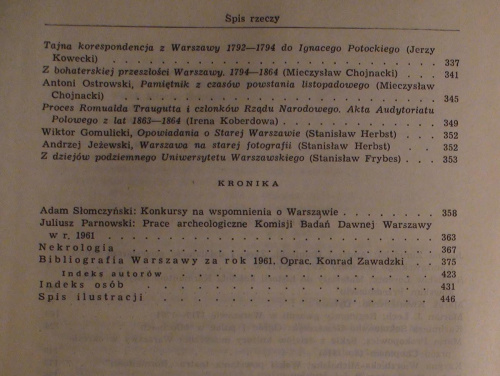 Spis rzeczy
Tajna korespondencja z Warszawy 1792—1794 do Ignacego Potockiego (Jerzy
Kowecki) . . . . . . . . . . . . . . 337
Z bohaterskiej przeszłości Warszawy. 1794—1864 (Mieczysław Chojnacki) . 341
Antoni Ostrowski, Pamiętnik z czasów powstania listopadowego (Mieczysław
Chojnacki) . . . . . . . . . . . . . 345
Proces Romualda Traugutta i członków Rządu Narodowego. Akta Audytoriatu
Polowego z lat 1863—1864 (Irena Koberdowa) . . . . . . 349
Wiktor Gomulicki, Opowiadania o Starej Warszawie (Stanisław Herbst) . . 352
Andrzej Jeżewski, Warszawa na starej fotografii (Stanisław Herbst) . . 352
Z dziejów podziemnego Uniwersytetu Warszawskiego (Stanisław Frybes) . . 353
KRONIKA
Adam Słomczyński: Konkursy na wspomnienia o Warszawie . . . . . . 358
Juliusz Parnowski: Prace archeologiczne Komisji Badań Dawnej Warszawy
w r. 1961 . . . . . . . . . . . . . 363
Nekrologia . . . . . . . . . . . . . 367
Bibliografia Warszawy za rok 1961, Oprac. Konrad Zawadzki . . 375
Indeks autorów . . . . . . . . . . . 423
Indeks osób . . . . . . . . . . . . 431
Spis ilustracji . . . . . . . . . . . 446